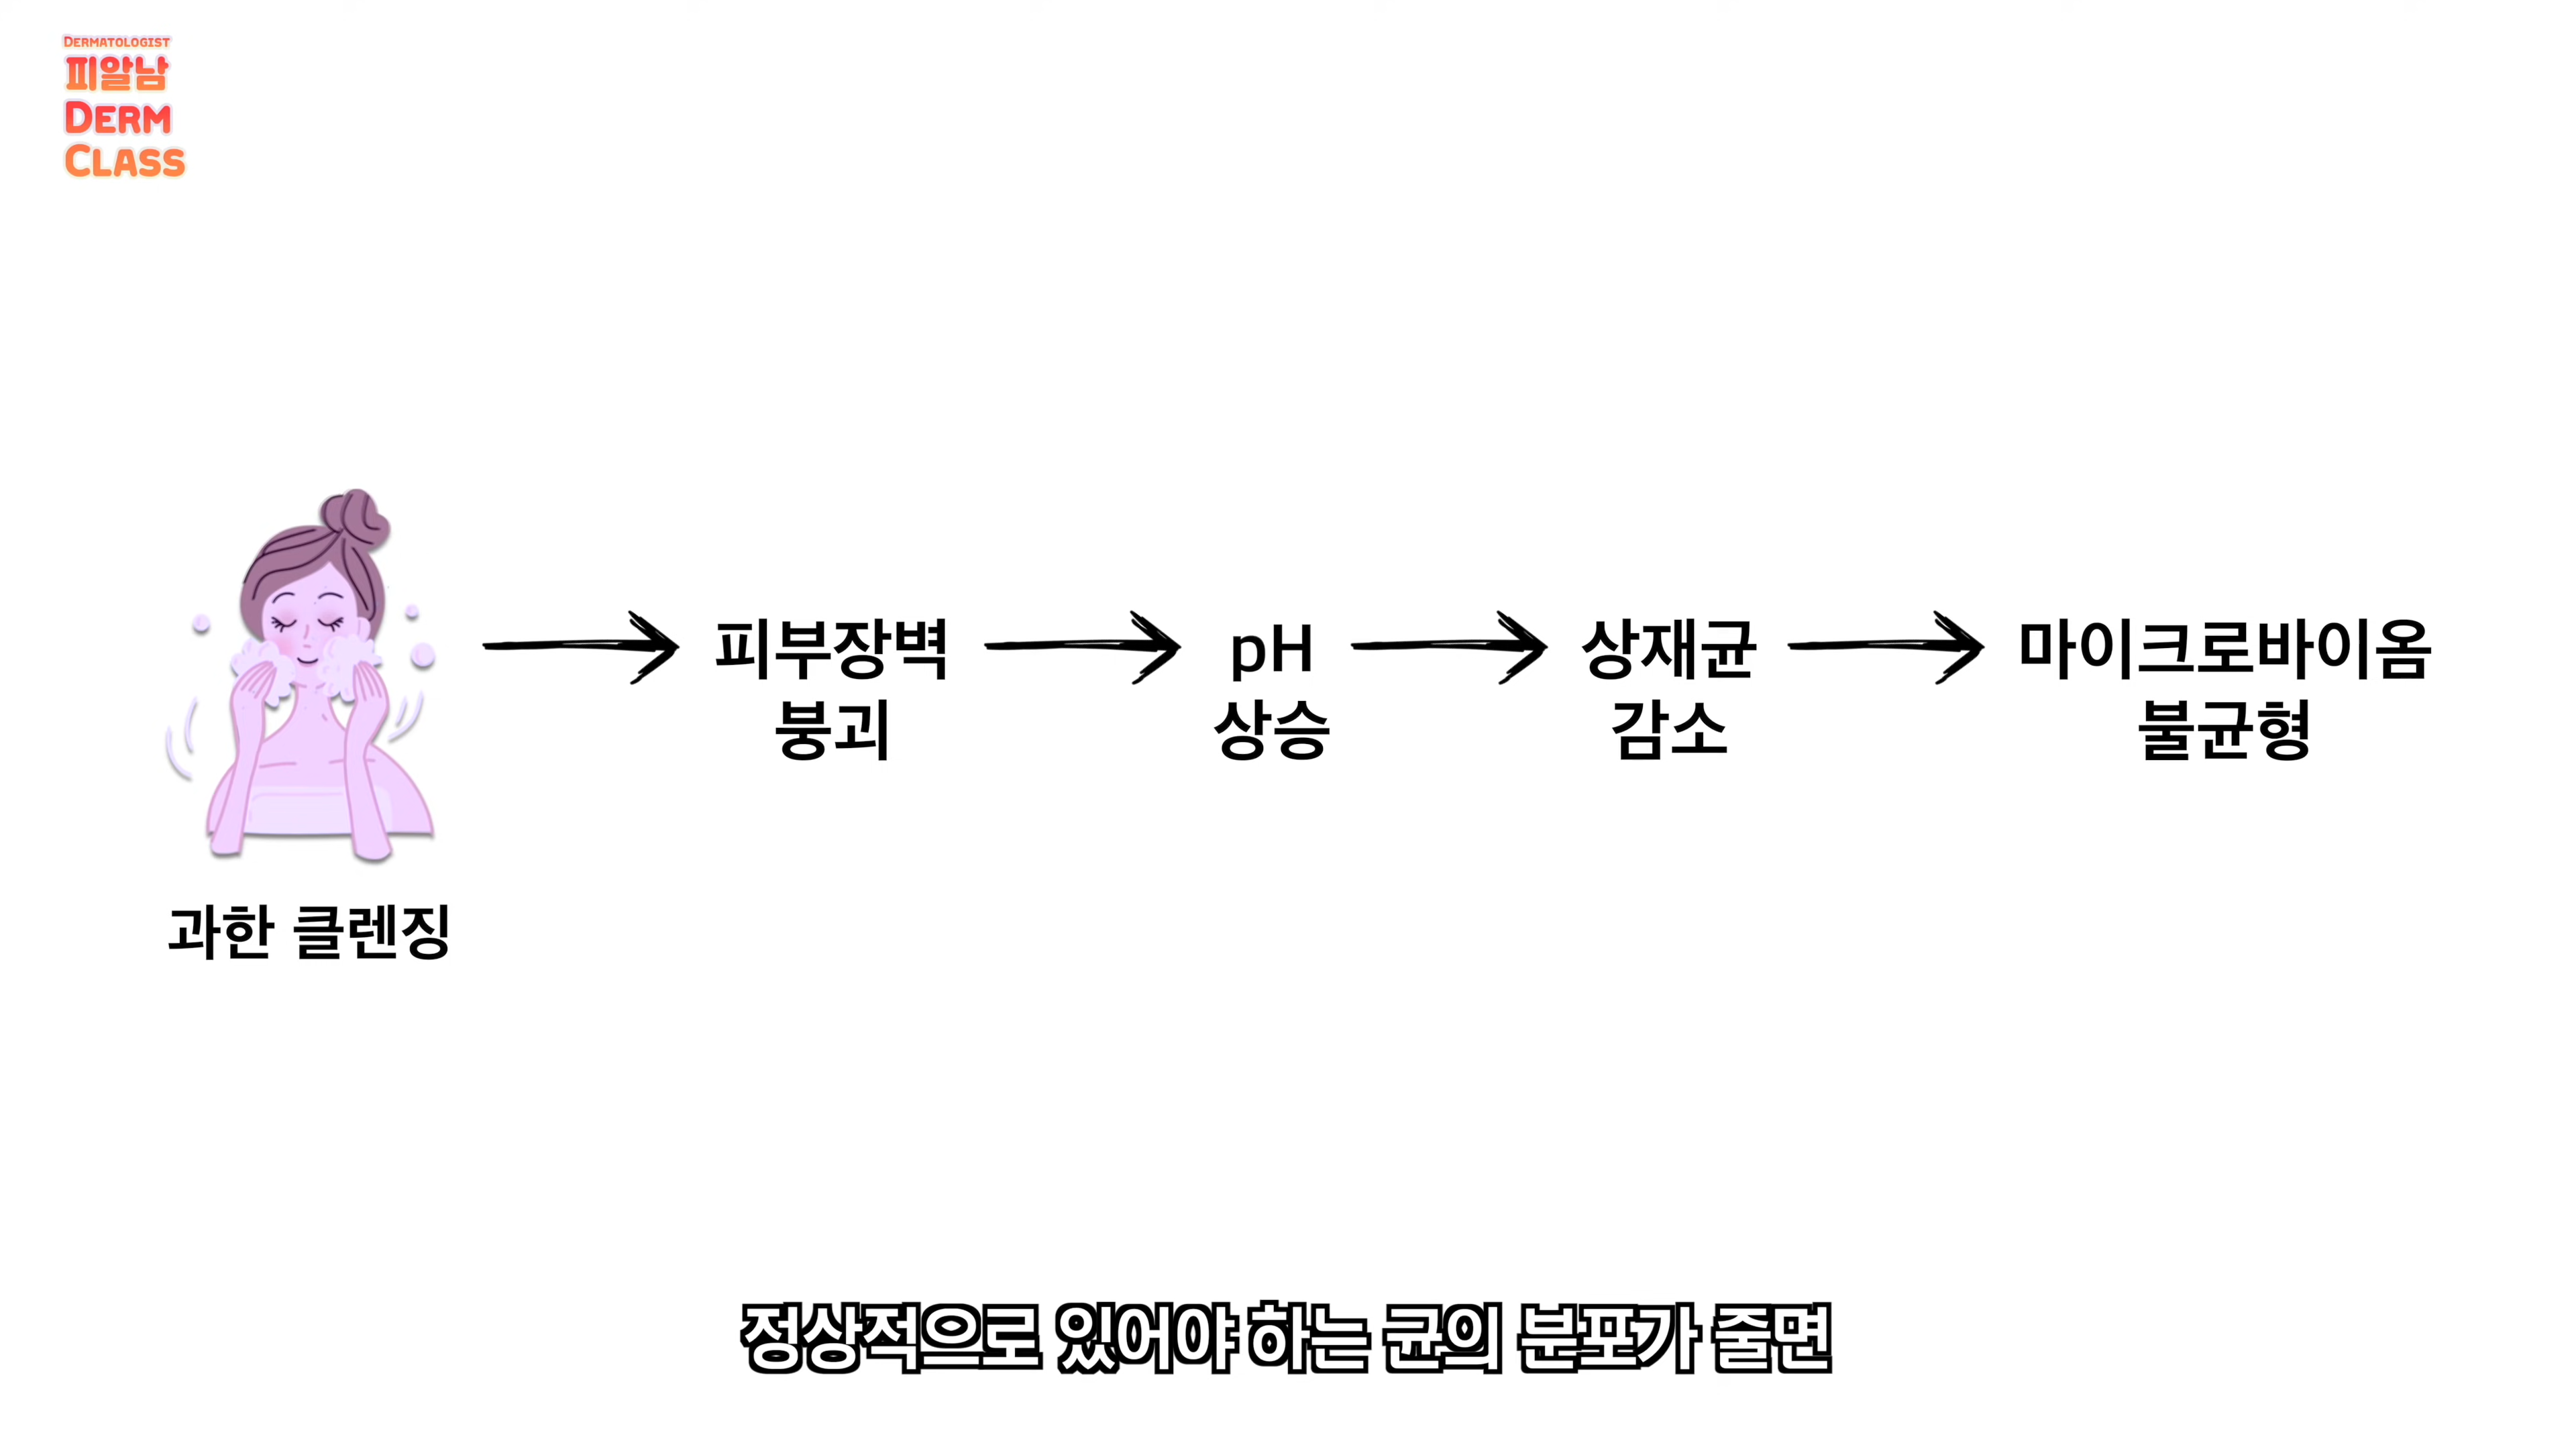 DERMATOLOGIST
피알남
DERM
CLASS
과한 클렌징
피부장벽
붕괴
pH
상승
상재균
감소
마이크로바이옴
불균형
정상적으로 있어야 하는 균의 분포가 줄면